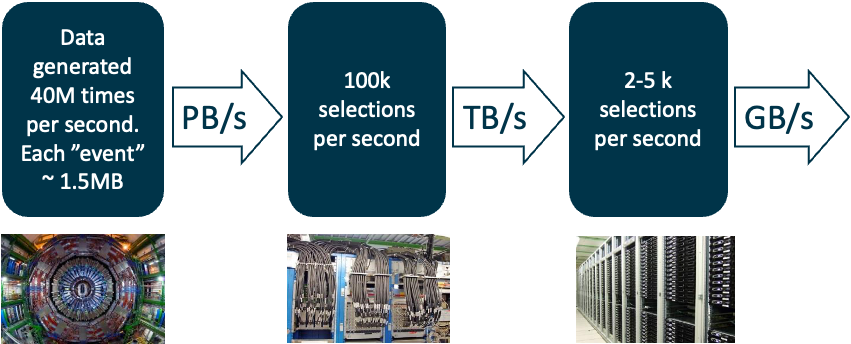 Data
generated
40M times
per second.
Each ”event”
~ 1.5MB
PB/s
100k
selections
per second
TB/s
2-5 k
selections
per second
GB/s